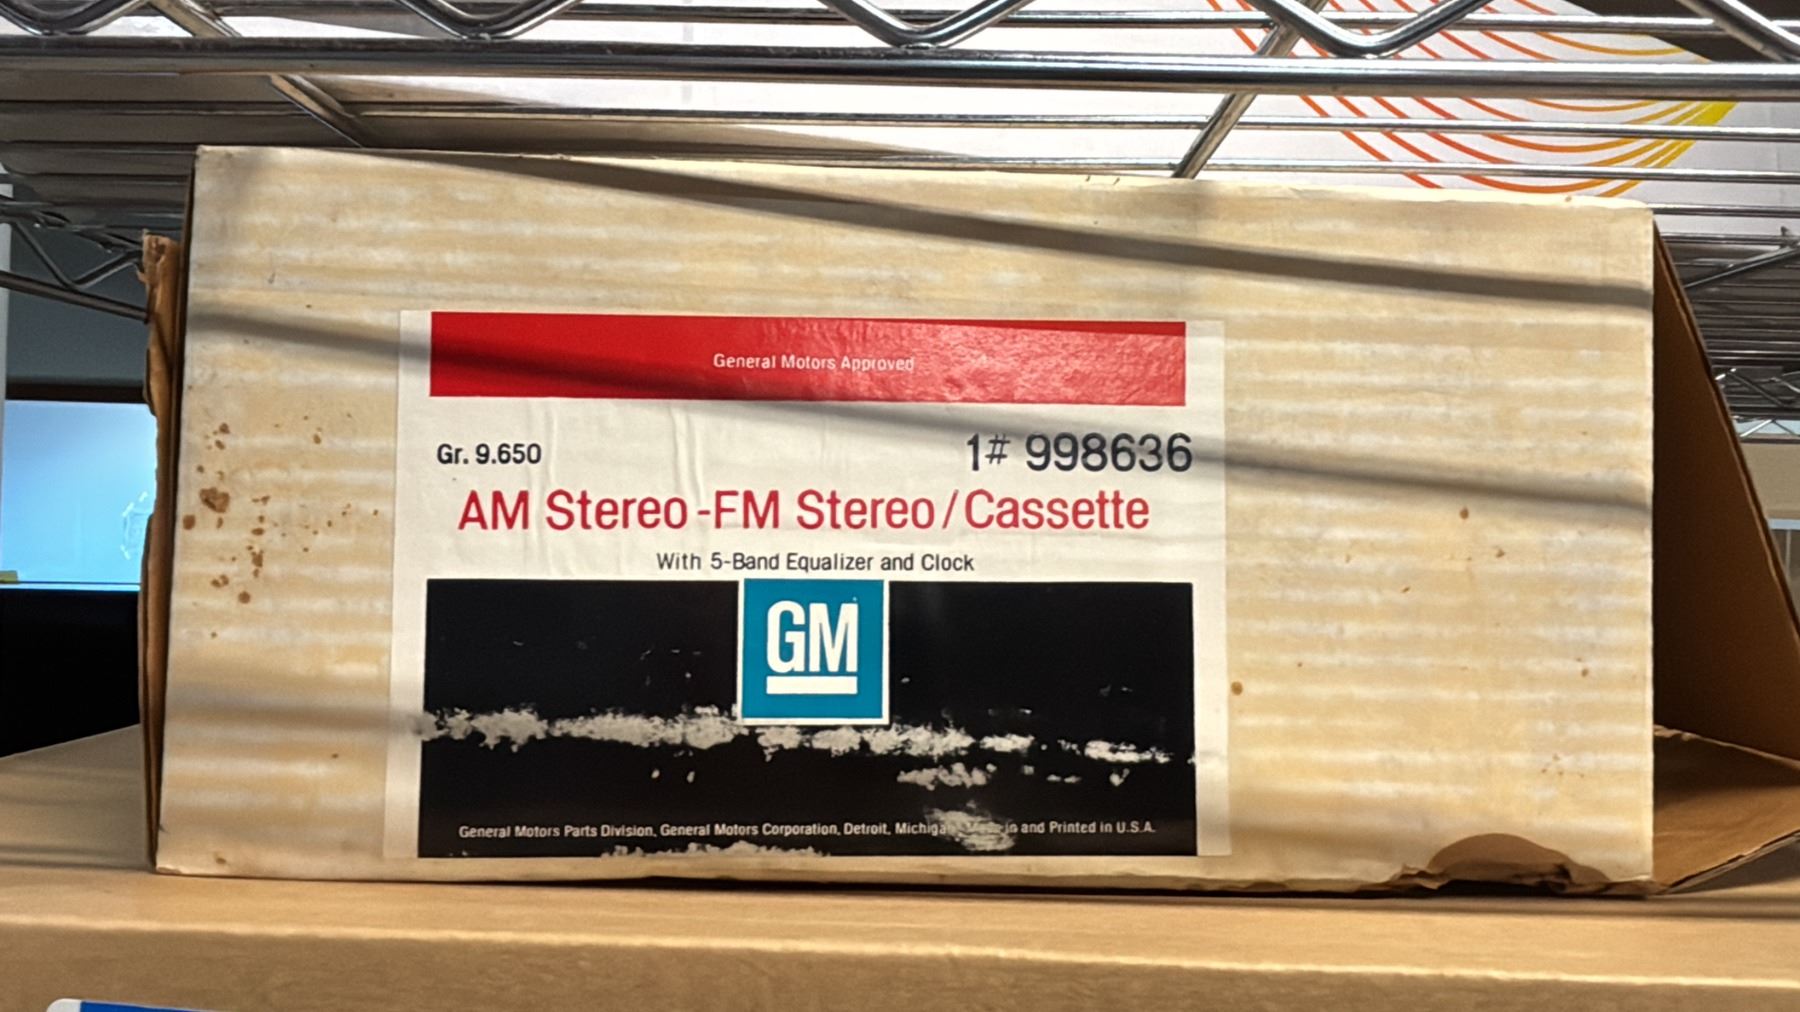 General Motors Approved
Gr. 9.650
1# 998636
AM Stereo-FM Stereo/Cassette
With 5-Band Equalizer and Clock
GM
General Motors Parts Division, General Motors Corporation, Detroit, in and Printed in U.S.A.